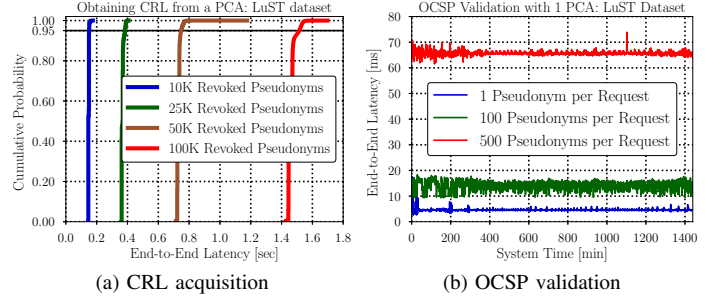 Obtaining CRL from a PCA: LuST dataset
Cumulative Probability
1.00
0.95
0.80
0.60
0.40
0.20
0.00
10K Revoked Pseudonyms
25K Revoked Pseudonyms
50K Revoked Pseudonyms
100K Revoked Pseudonyms
0.0 0.2 0.4 0.6 0.8 1.0 1.2 1.4 1.6 1.8
End-to-End Latency [sec]
(a) CRL acquisition
OCSP Validation with 1 PCA: LuST Dataset
End-to-End Latency [ms]
80
70
60
50
40
30
20
10
0
1 Pseudonym per Request
100 Pseudonyms per Request
500 Pseudonyms per Request
0 200 400 600 800 1000 1200 1400
System Time [min]
(b) OCSP validation